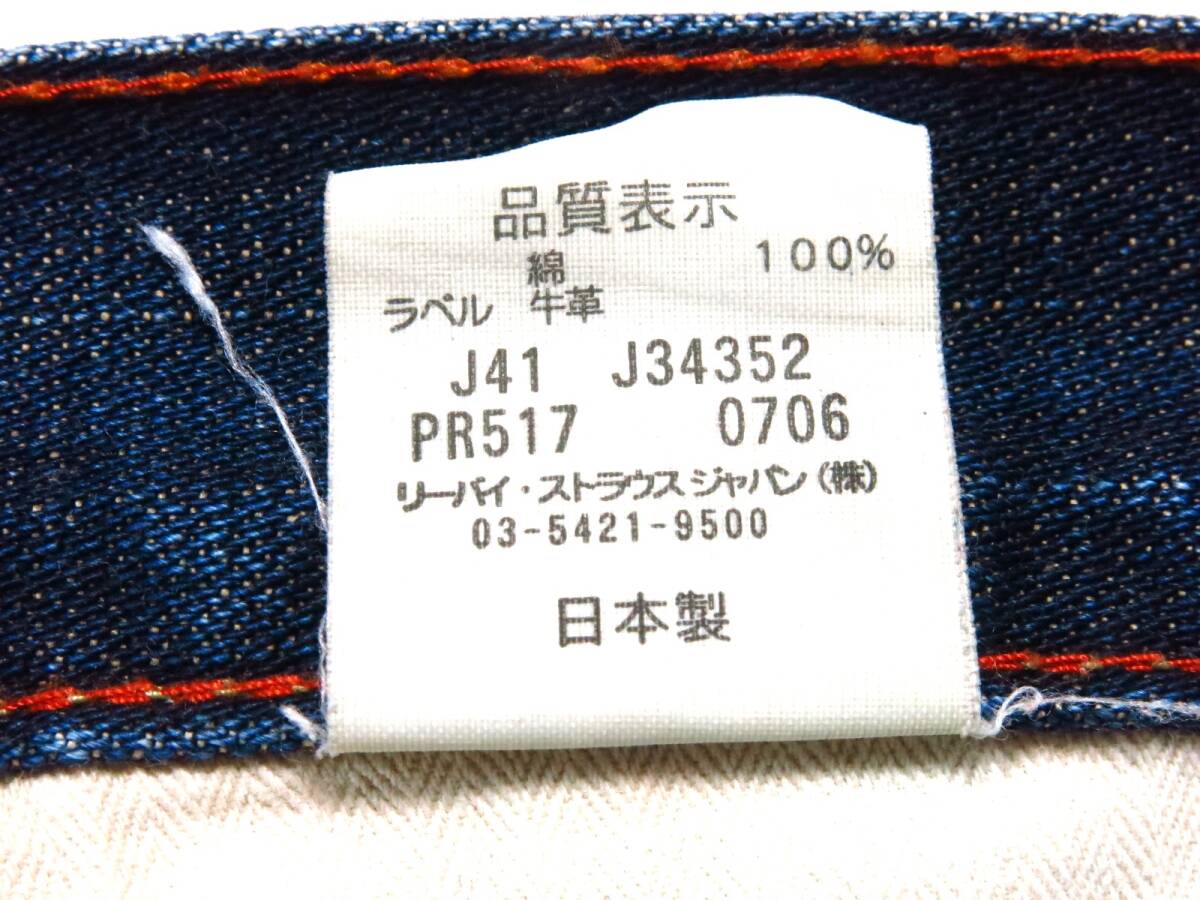 品質表示
綿 100%
ラベル 牛革
J41 J34352
PR517 0706
リーバイ・ストラウスジャパン(株)
03-5421-9500
日本製